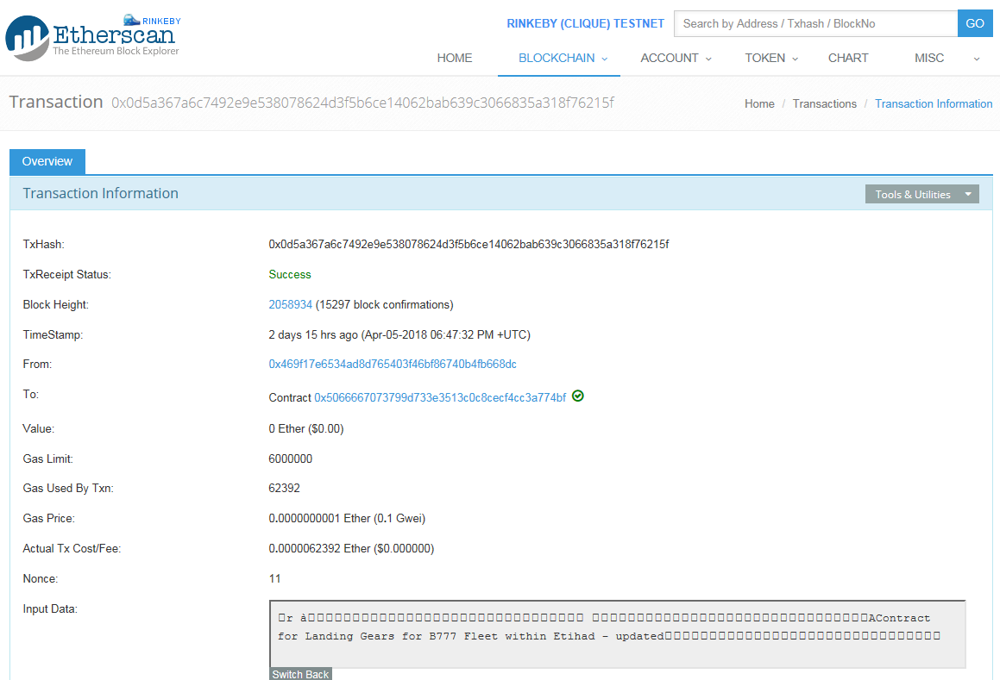 RINKEBY
Etherscan
The Ethereum Block Explorer
RINKEBY (CLIQUE) TESTNET
Search by Address / Txhash / BlockNo
GO
HOME
BLOCKCHAIN
ACCOUNT
TOKEN
CHART
MISC
Transaction 0x0d5a367a6c7492e9e538078624d3f5b6ce14062bab639c3066835a318f76215f
Home / Transactions / Transaction Information
Overview
Transaction Information
Tools & Utilities
TxHash: 0x0d5a367a6c7492e9e538078624d3f5b6ce14062bab639c3066835a318f76215f
TxReceipt Status: Success
Block Height: 2058934 (15297 block confirmations)
TimeStamp: 2 days 15 hrs ago (Apr-05-2018 06:47:32 PM +UTC)
From: 0x469f17e6534ad8d765403f46bf86740b4fb668dc
To: Contract 0x5066667073799d733e3513c0c8cecf4cc3a774bf
Value: 0 Ether ($0.00)
Gas Limit: 6000000
Gas Used By Txn: 62392
Gas Price: 0.0000000001 Ether (0.1 Gwei)
Actual Tx Cost/Fee: 0.0000062392 Ether ($0.000000)
Nonce: 11
Input Data:
r à AContract
for Landing Gears for B777 Fleet within Etihad - updated
Switch Back